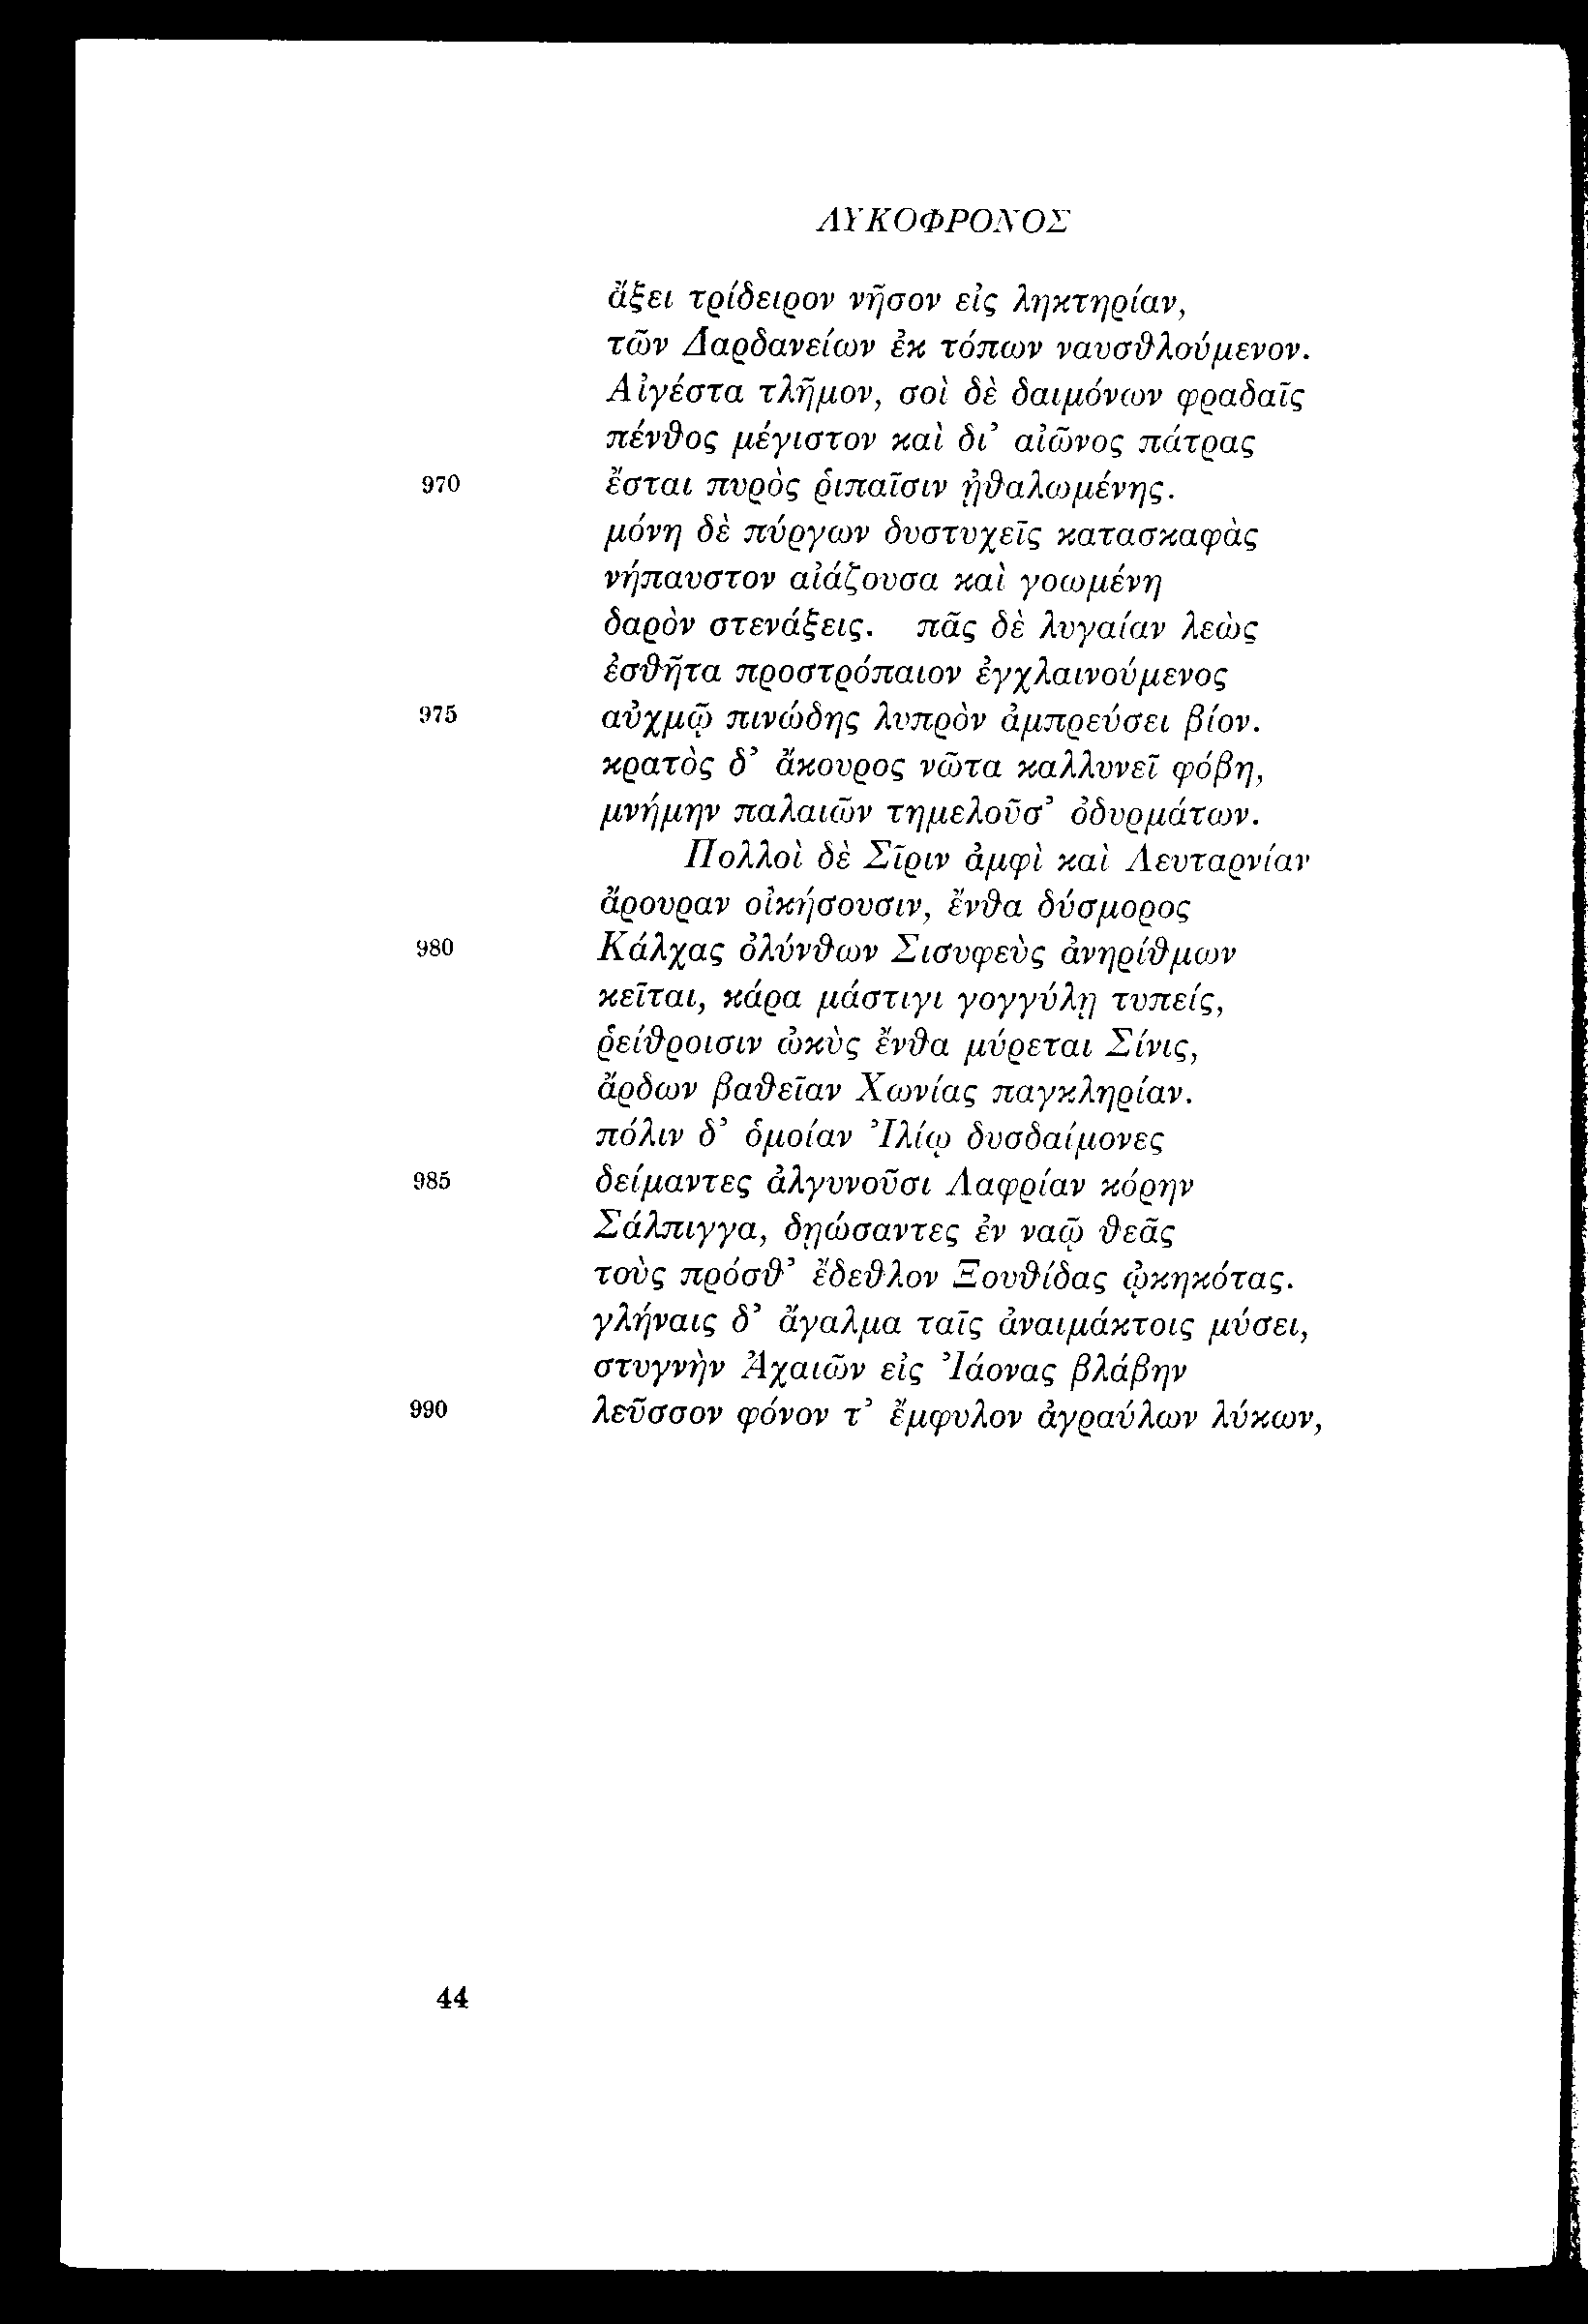 ΛΥΚΟΦΡΟΝΟΣ
ἄξει τρίδειρον νῆσον εἰς ληκτηρίαν,
τῶν Δαρδανείων ἐκ τόπων ναυσθλούμενον.
Αἰγέστα τλῆμον, σοὶ δὲ δαιμόνων φραδαῖς
πένθος μέγιστον καὶ δι’ αἰῶνος πάτρας
970 ἔσται πυρὸς ῥιπαῖσιν ᾐθαλωμένης.
μόνη δὲ πύργων δυστυχεῖς κατασκαφὰς
νήπαυστον αἰάζουσα καὶ γοωμένη
δαρὸν στενάξεις. πᾶς δὲ λυγαίαν λεὼς
ἐσθῆτα προστρόπαιον ἐγχλαινούμενος
975 αὐχμῷ πινώδης λυπρὸν ἀμπρεύσει βίον.
κρατὸς δ’ ἄκουρος νῶτα καλλυνεῖ φόβη,
μνήμην παλαιῶν τημελοῦσ’ ὀδυρμάτων.
Πολλοὶ δὲ Σῖριν ἀμφὶ καὶ Λευταρνίαν
ἄρουραν οἰκήσουσιν, ἔνθα δύσμορος
980 Κάλχας ὀλύνθων Σισυφεὺς ἀνηρίθμων
κεῖται, κάρα μάστιγι γογγύλῃ τυπείς,
ῥείθροισιν ὠκὺς ἔνθα μύρεται Σίνις,
ἄρδων βαθεῖαν Χωνίας παγκληρίαν.
πόλιν δ’ ὁμοίαν Ἰλίῳ δυσδαίμονες
985 δείμαντες ἀλγυνοῦσι Λαφρίαν κόρην
Σάλπιγγα, δῃώσαντες ἐν ναῷ θεᾶς
τοὺς πρόσθ’ ἔδεθλον Ξουθίδας ᾠκηκότας.
γλήναις δ’ ἄγαλμα ταῖς ἀναιμάκτοις μύσει,
στυγνὴν Ἀχαιῶν εἰς Ἰάονας βλάβην
990 λεῦσσον φόνον τ’ ἔμφυλον ἀγραύλων λύκων,
44